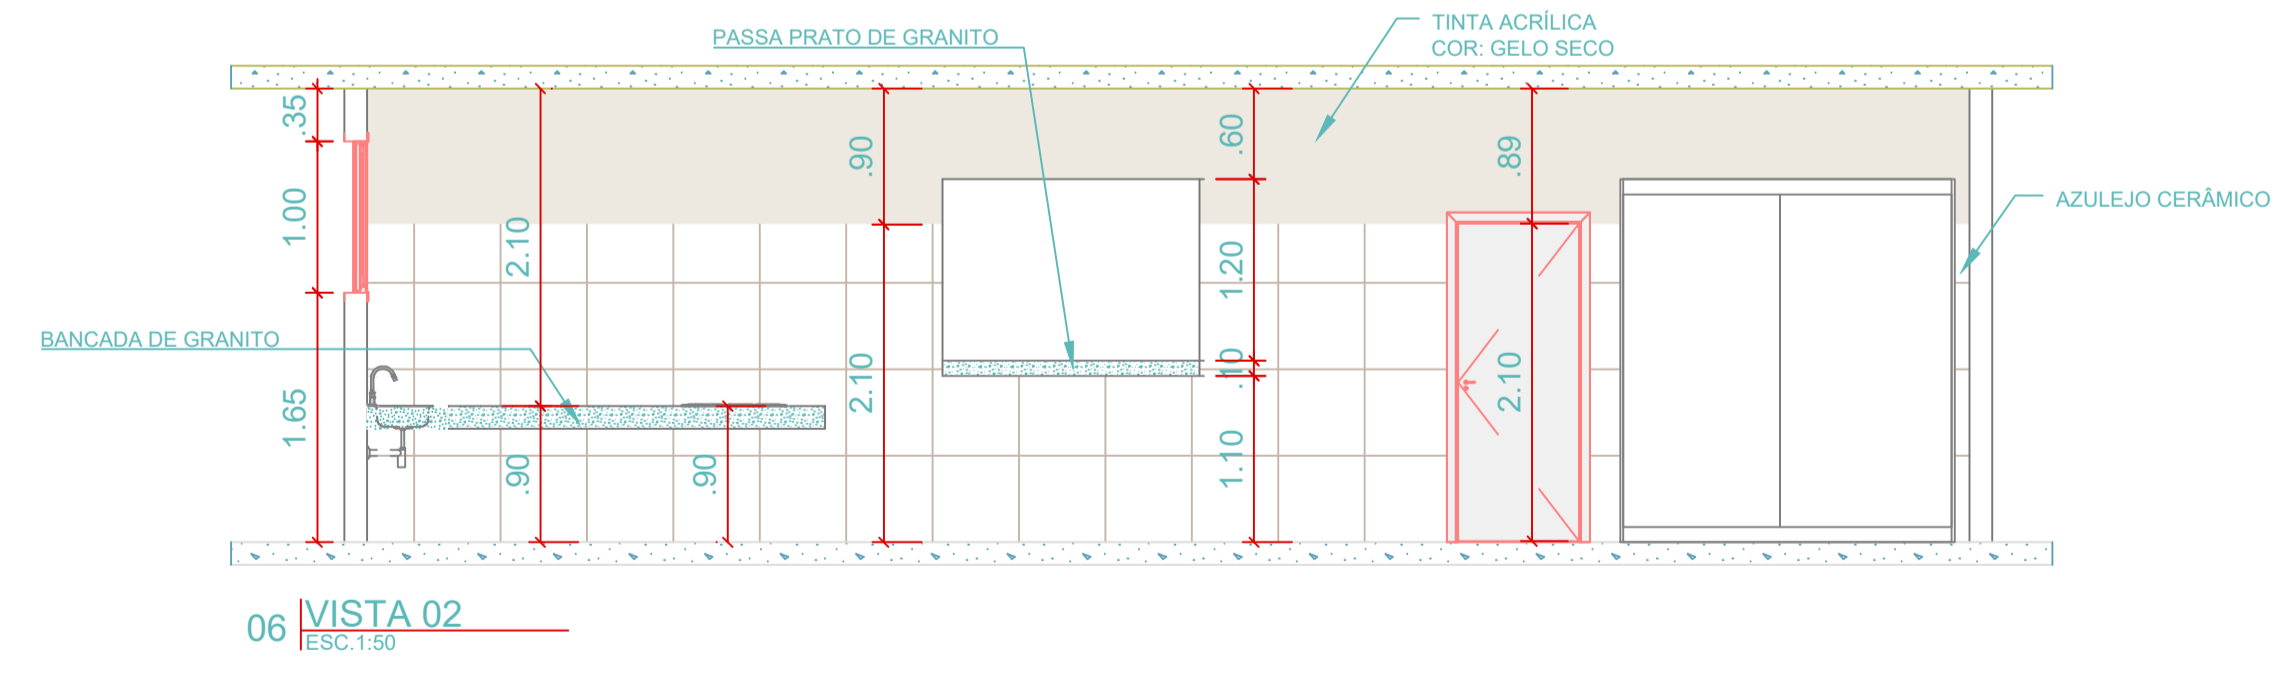 TINTA ACRÍLICA
COR: GELO SECO
PASSA PRATO DE GRANITO
AZULEJO CERÂMICO
BANCADA DE GRANITO
.35
1.00
1.65
2.10
.90
.90
.90
2.10
.60
1.20
.10
1.10
.89
2.10
06
VISTA 02
ESC.1:50